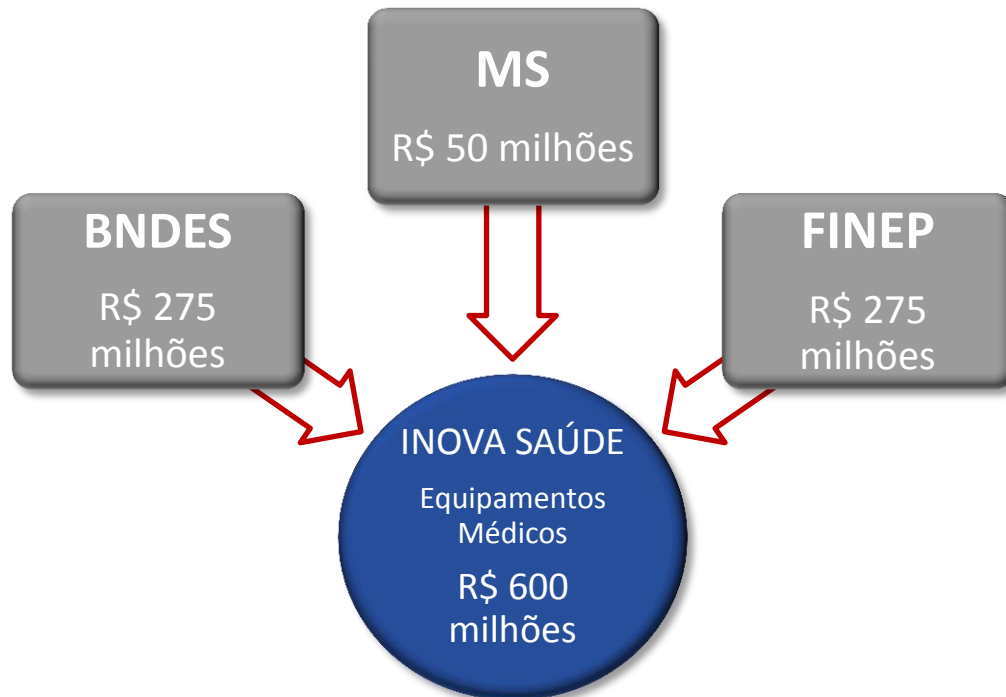 MS
R$ 50 milhões
BNDES
R$ 275
milhões
FINEP
R$ 275
milhões
INOVA SAÚDE
Equipamentos
Médicos
R$ 600
milhões